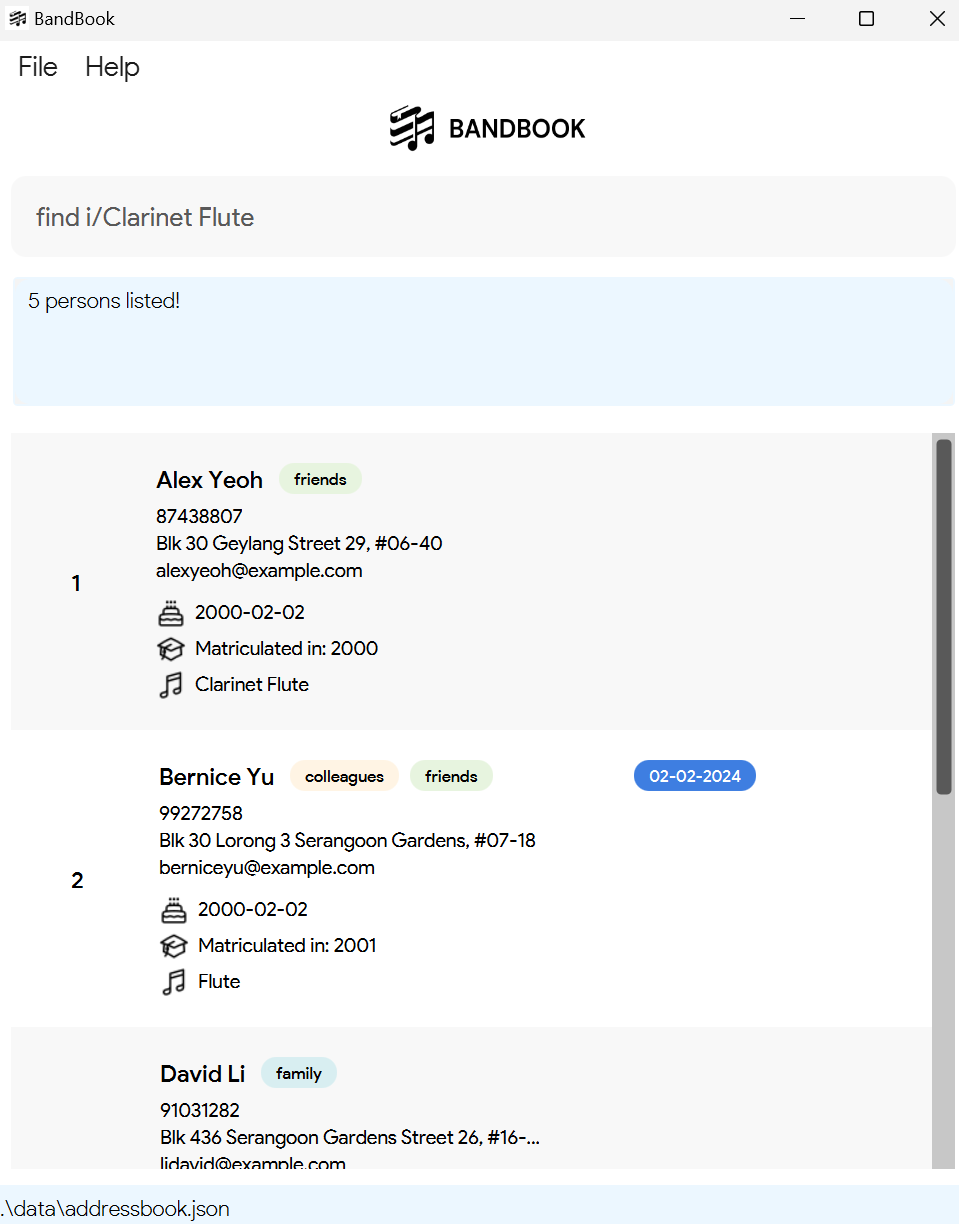 BandBook
File Help
BANDBOOK
find i/Clarinet Flute
5 persons listed!
1
Alex Yeoh friends
87438807
Blk 30 Geylang Street 29, #06-40
alexyeoh@example.com
2000-02-02
Matriculated in: 2000
Clarinet Flute
2
Bernice Yu colleagues friends 02-02-2024
99272758
Blk 30 Lorong 3 Serangoon Gardens, #07-18
berniceyu@example.com
2000-02-02
Matriculated in: 2001
Flute
David Li family
91031282
Blk 436 Serangoon Gardens Street 26, #16-...
lidavid@example.com
.\data\addressbook.json